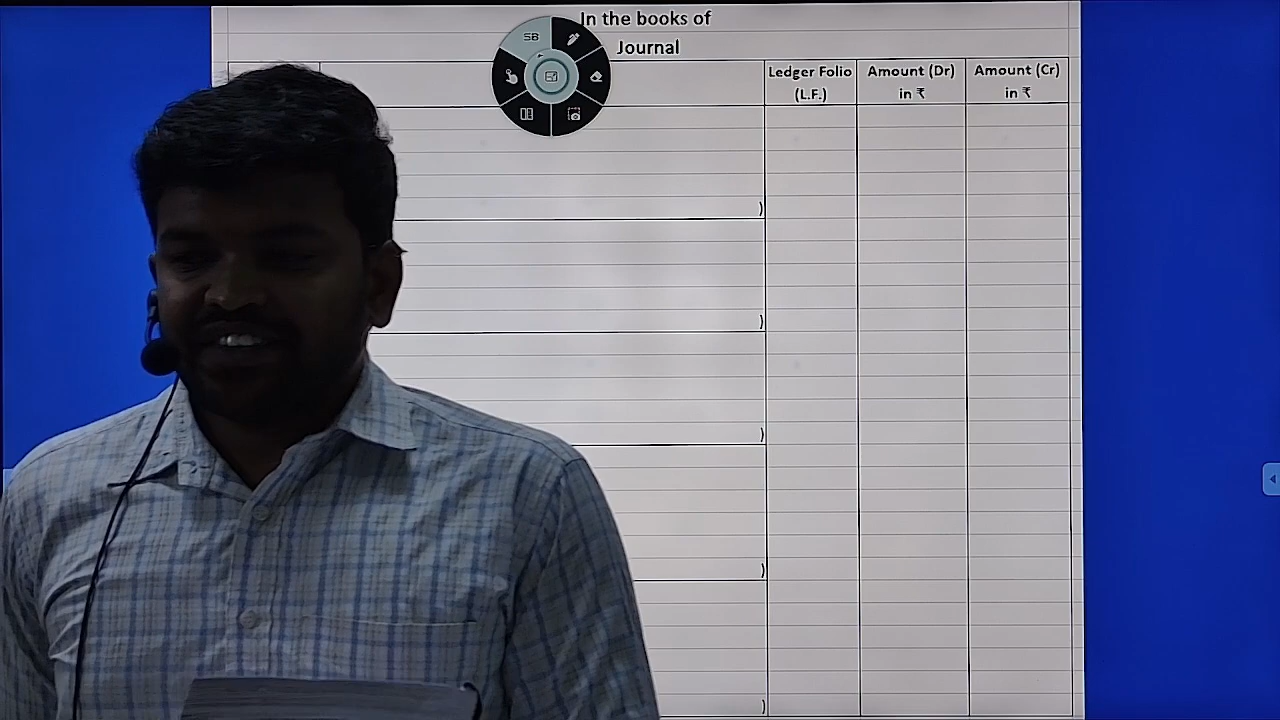 In the books of
Journal
SB
Ledger Folio
(L.F.)
Amount (Dr)
in ₹
Amount (Cr)
in ₹
)
)
)
)
)